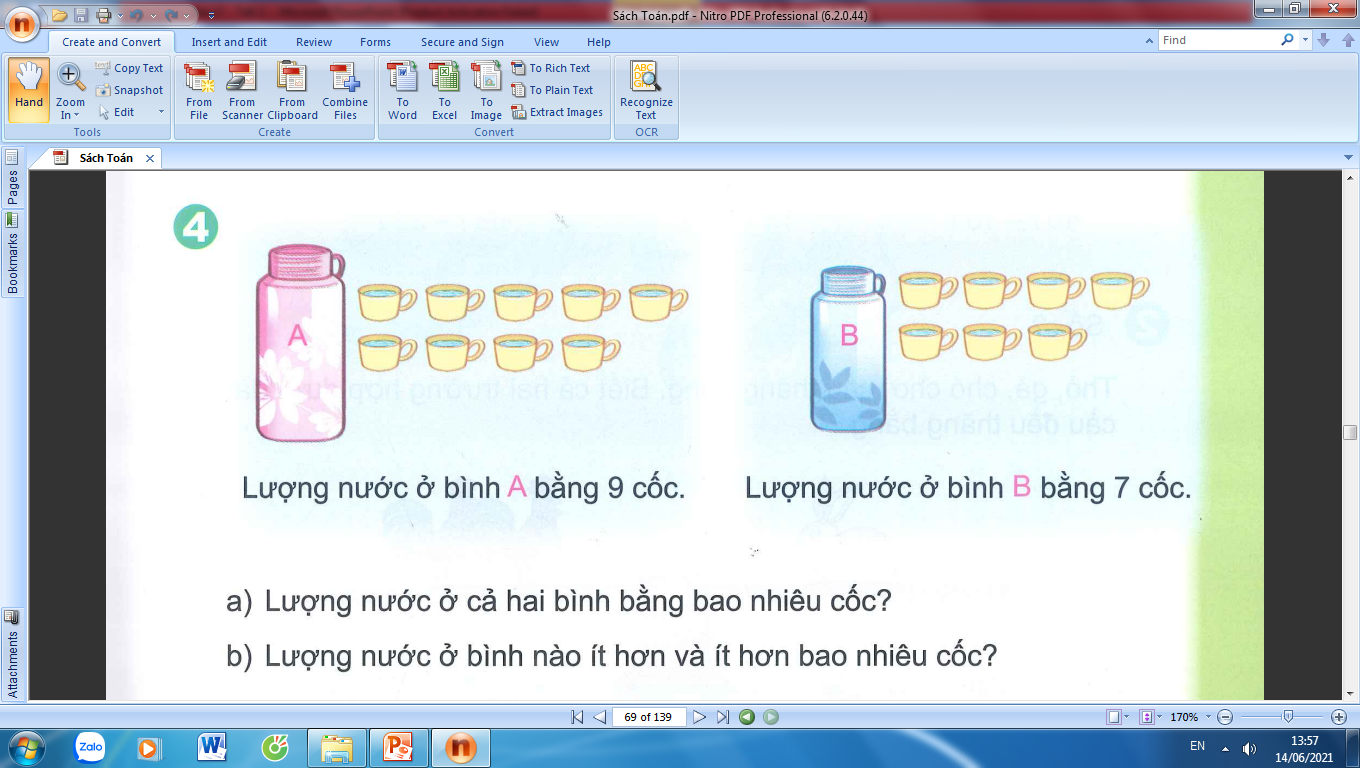 Sách Toán.pdf - Nitro PDF Professional (6.2.0.44)
Create and Convert Insert and Edit Review Forms Secure and Sign View Help Find
Hand
Zoom In
Copy Text
Snapshot
Edit
Tools
From File
From Scanner
From Clipboard
Combine Files
Create
To Word
To Excel
To Image
To Rich Text
To Plain Text
Extract Images
Convert
Recognize Text
OCR
Sách Toán
Pages
Bookmarks
Attachments
4
A
B
Lượng nước ở bình A bằng 9 cốc.
Lượng nước ở bình B bằng 7 cốc.
a) Lượng nước ở cả hai bình bằng bao nhiêu cốc?
b) Lượng nước ở bình nào ít hơn và ít hơn bao nhiêu cốc?
69 of 139
170%
Zalo
EN
13:57
14/06/2021